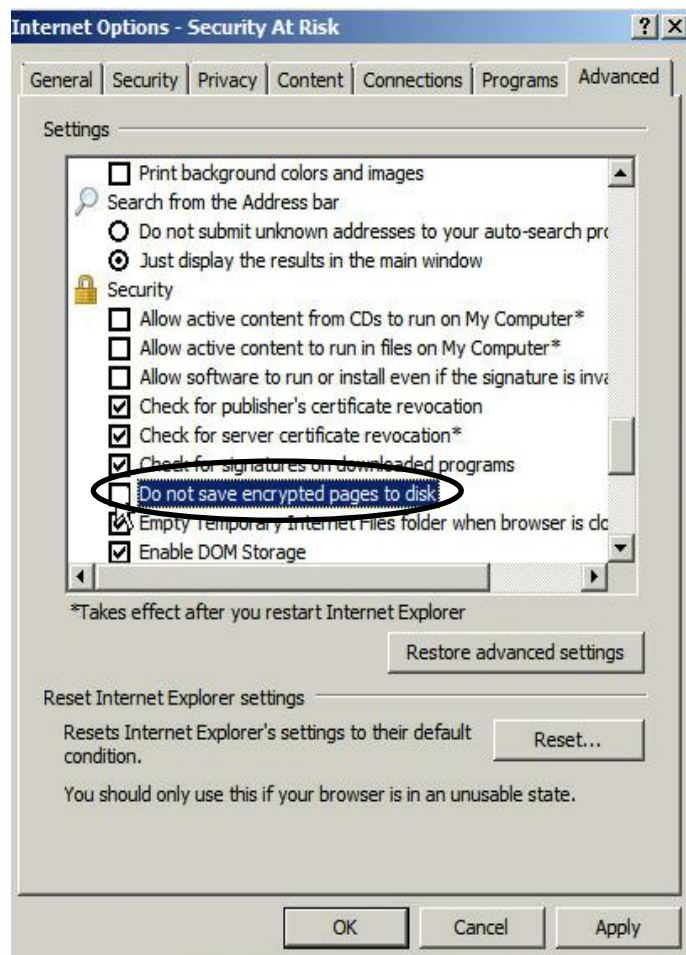 Internet Options - Security At Risk
? X
General Security Privacy Content Connections Programs Advanced
Settings
Print background colors and images
Search from the Address bar
Do not submit unknown addresses to your auto-search pro
Just display the results in the main window
Security
Allow active content from CDs to run on My Computer*
Allow active content to run in files on My Computer*
Allow software to run or install even if the signature is inva
Check for publisher's certificate revocation
Check for server certificate revocation*
Check for signatures on downloaded programs
Do not save encrypted pages to disk
Empty Temporary Internet Files folder when browser is clo
Enable DOM Storage
*Takes effect after you restart Internet Explorer
Restore advanced settings
Reset Internet Explorer settings
Resets Internet Explorer's settings to their default
condition.
Reset...
You should only use this if your browser is in an unusable state.
OK Cancel Apply